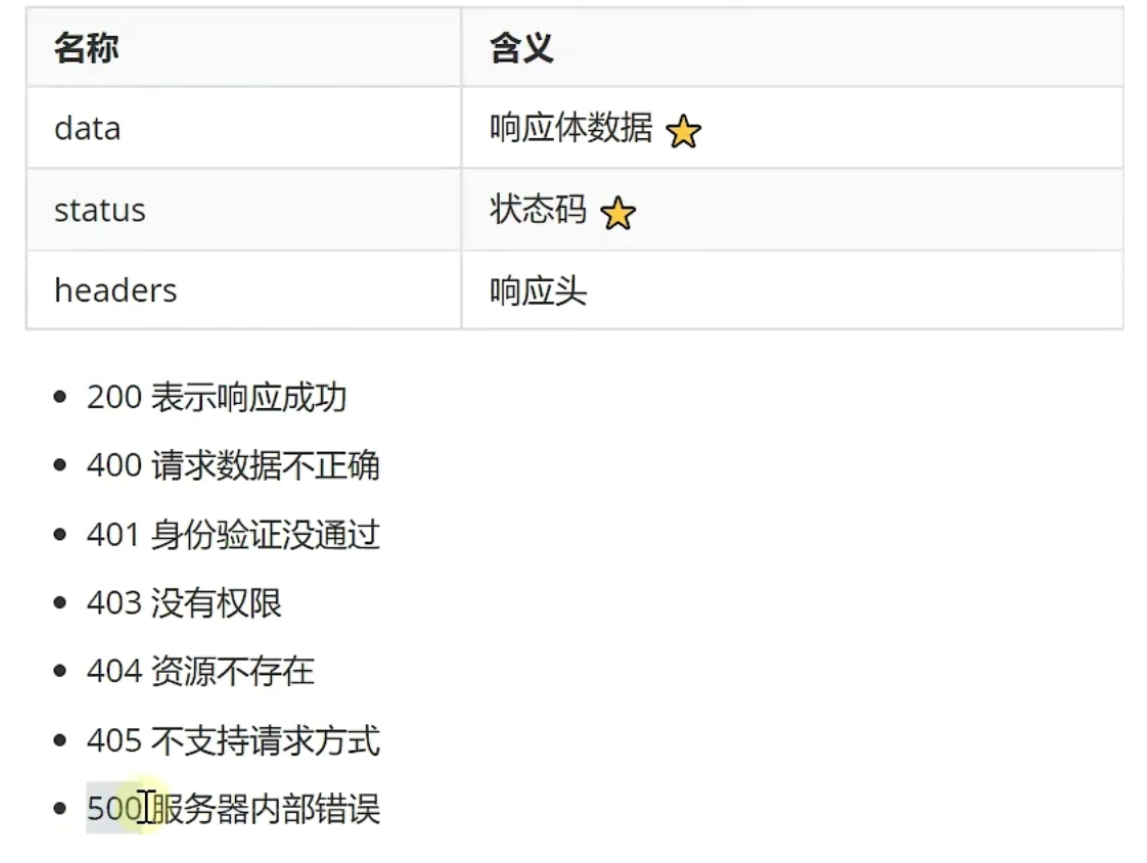 名称 含义
data 响应体数据 ⭐
status 状态码 ⭐
headers 响应头
• 200 表示响应成功
• 400 请求数据不正确
• 401 身份验证没通过
• 403 没有权限
• 404 资源不存在
• 405 不支持请求方式
• 500 服务器内部错误